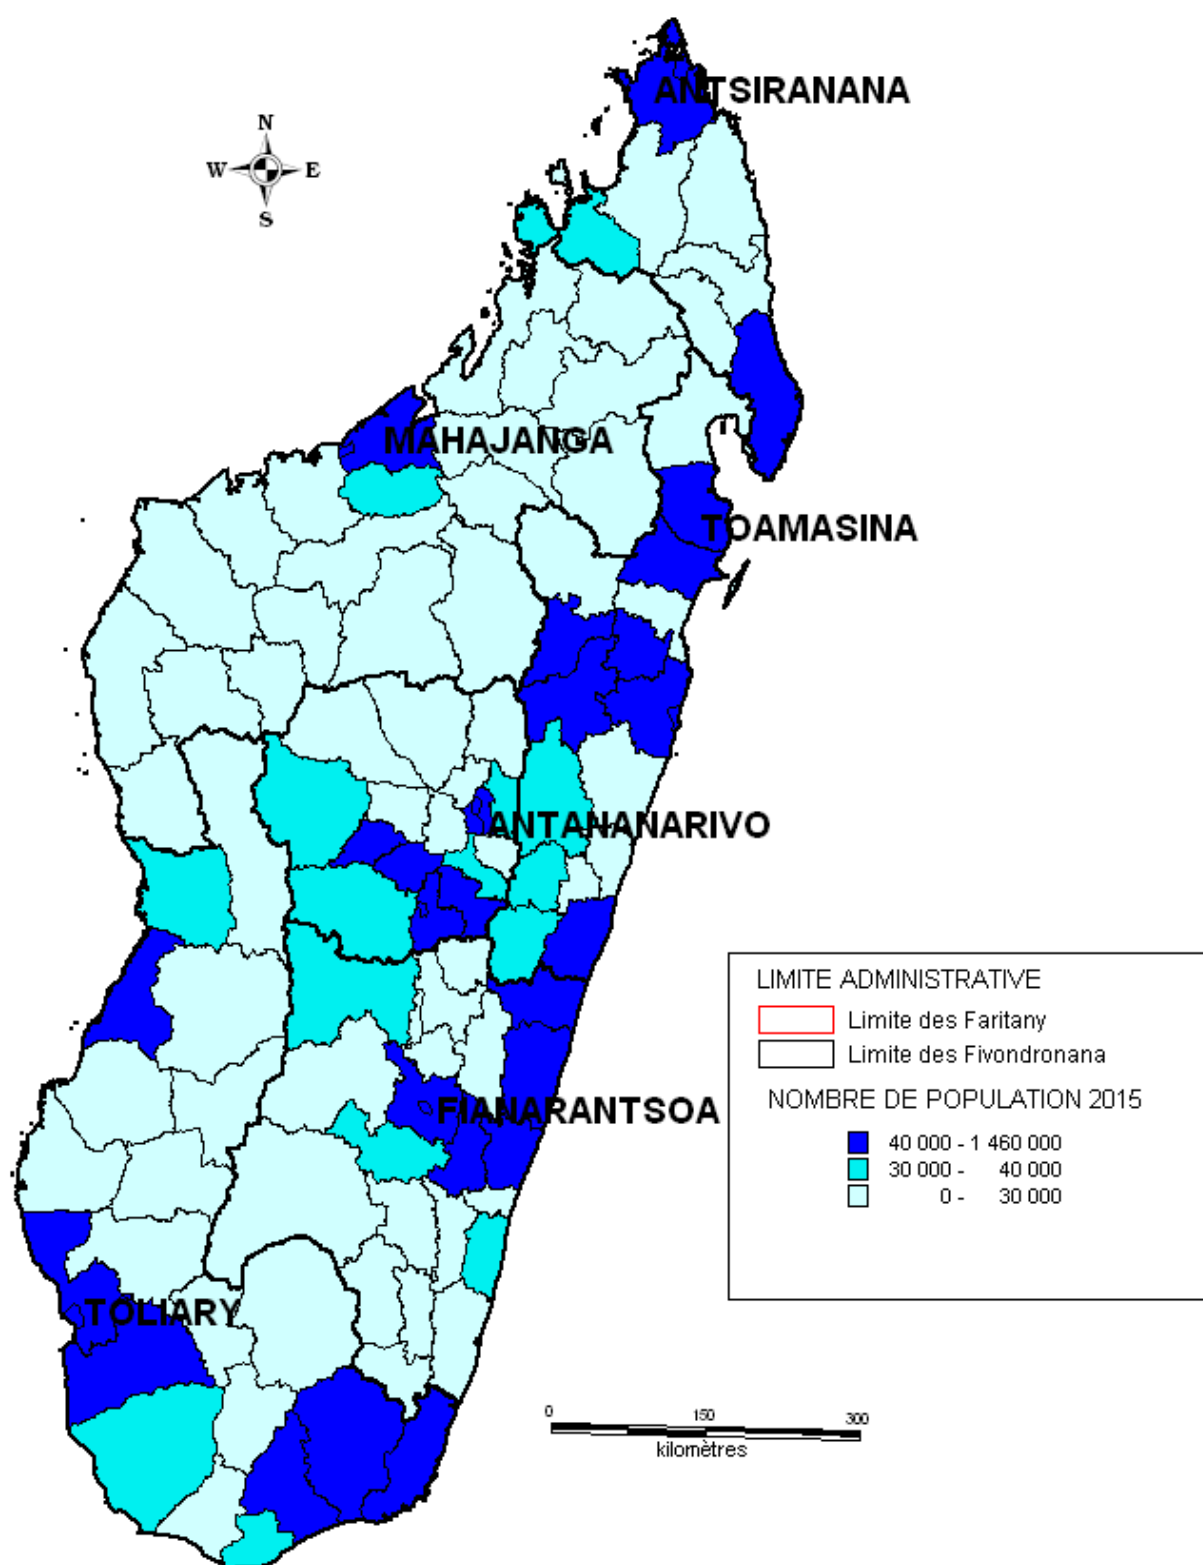 ANTSIRANANA
N
W E
S
MAHAJANGA
TOAMASINA
ANTANANARIVO
LIMITE ADMINISTRATIVE
Limite des Faritany
Limite des Fivondronana
NOMBRE DE POPULATION 2015
40 000 - 1 460 000
30 000 - 40 000
0 - 30 000
FIANARANTSOA
TOLIARY
0 150 300
kilomètres